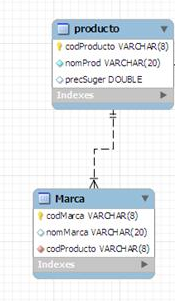 producto
codProducto VARCHAR(8)
nomProd VARCHAR(20)
precSuger DOUBLE
Indexes
Marca
codMarca VARCHAR(8)
nomMarca VARCHAR(20)
codProducto VARCHAR(8)
Indexes